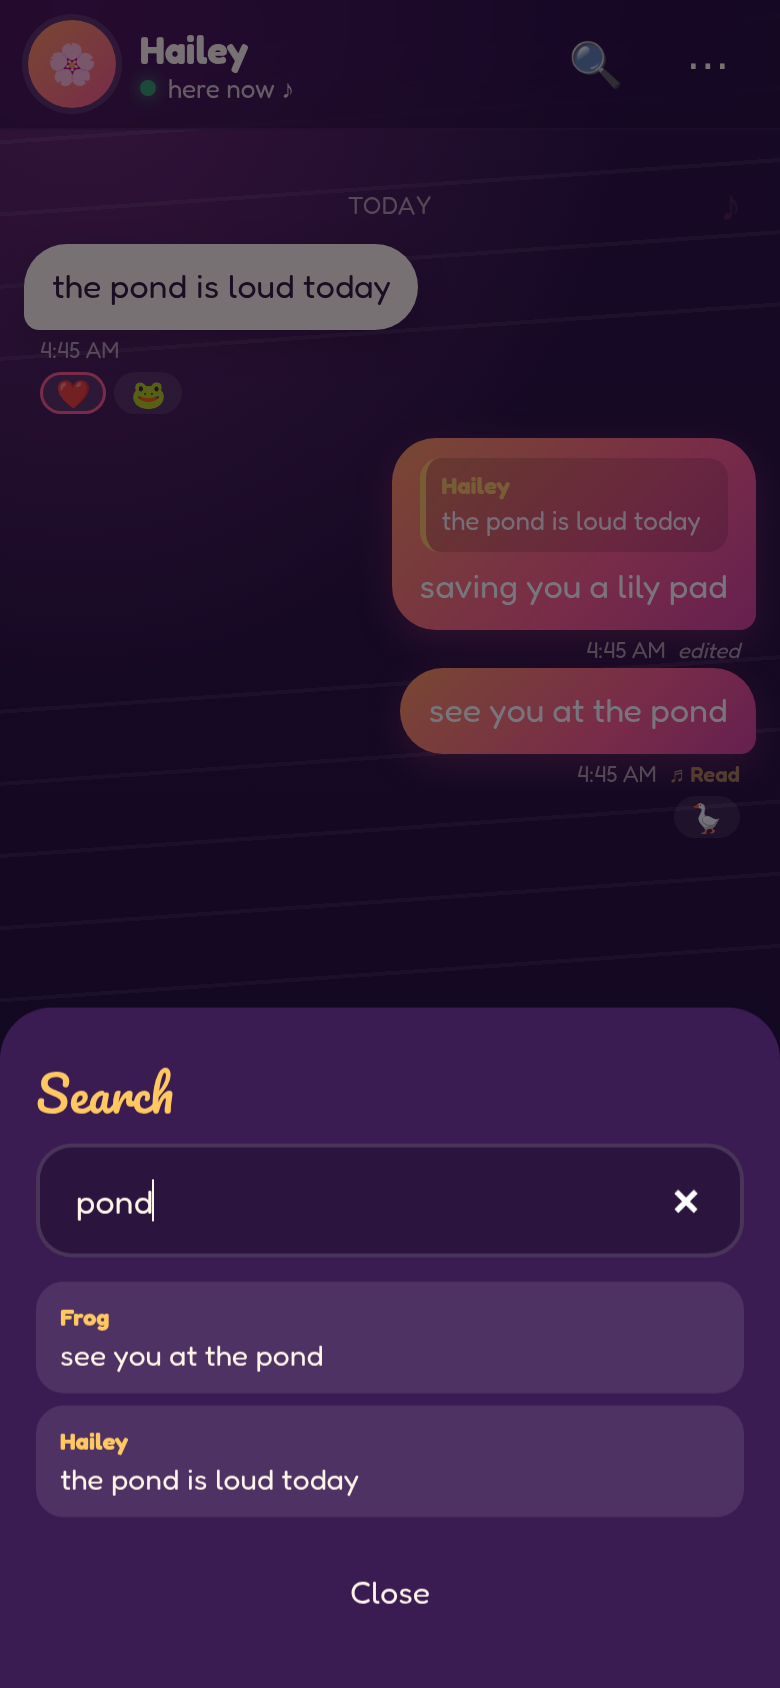 Hailey
here now ♪
TODAY
the pond is loud today
4:45 AM
Hailey
the pond is loud today
saving you a lily pad
4:45 AM edited
see you at the pond
4:45 AM ♬ Read
Search
pond
Frog
see you at the pond
Hailey
the pond is loud today
Close